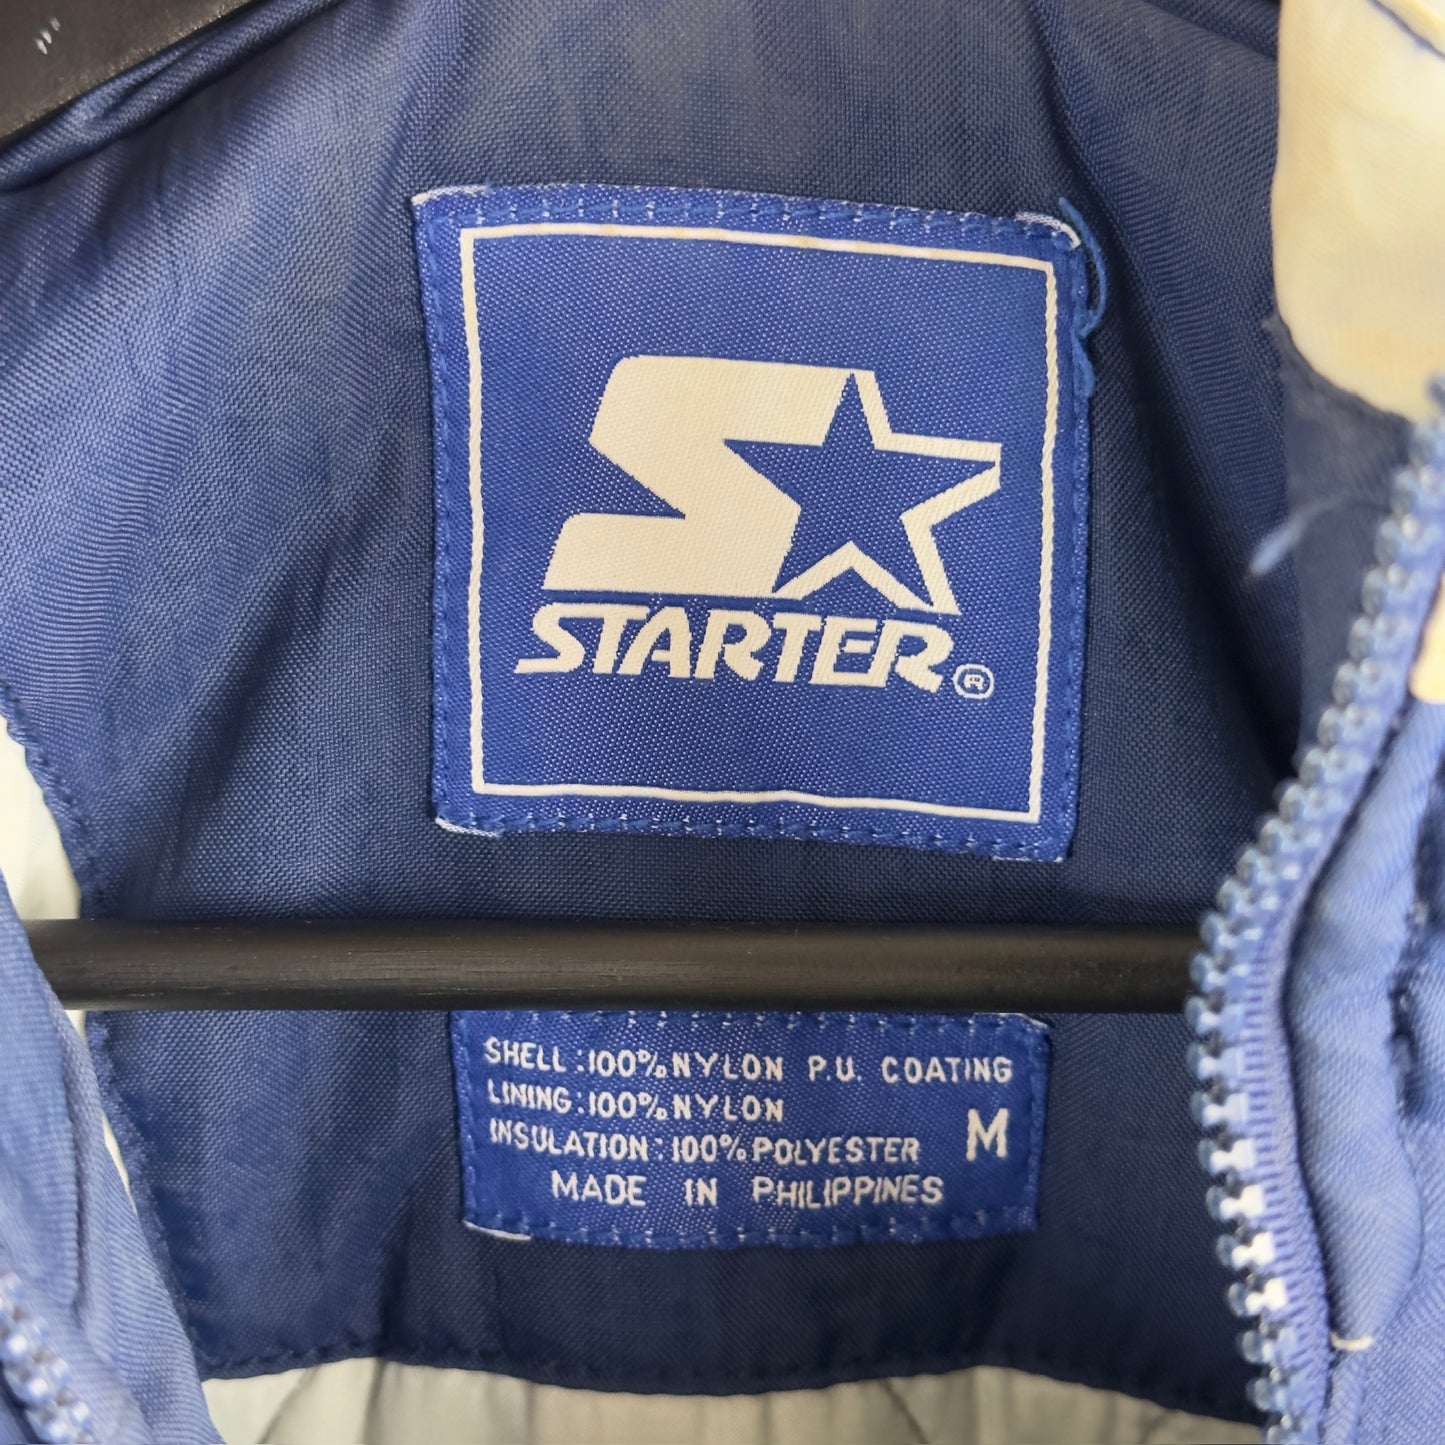 STARTER®
SHELL:100%NYLON P.U. COATING
LINING:100%NYLON
INSULATION:100%POLYESTER M
MADE IN PHILIPPINES